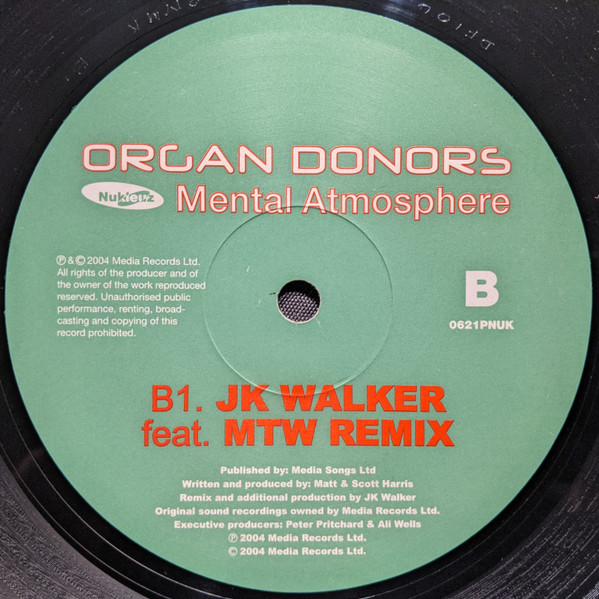 ORGAN DONORS
Nukleuz
Mental Atmosphere
℗ & © 2004 Media Records Ltd.
All rights of the producer and of
the owner of the work reproduced
reserved. Unauthorised public
performance, renting, broad-
casting and copying of this
record prohibited.
B
0621PNUK
B1. JK WALKER
feat. MTW REMIX
Published by: Media Songs Ltd
Written and produced by: Matt & Scott Harris
Remix and additional production by JK Walker
Original sound recordings owned by Media Records Ltd.
Executive producers: Peter Pritchard & Ali Wells
℗ 2004 Media Records Ltd.
© 2004 Media Records Ltd.